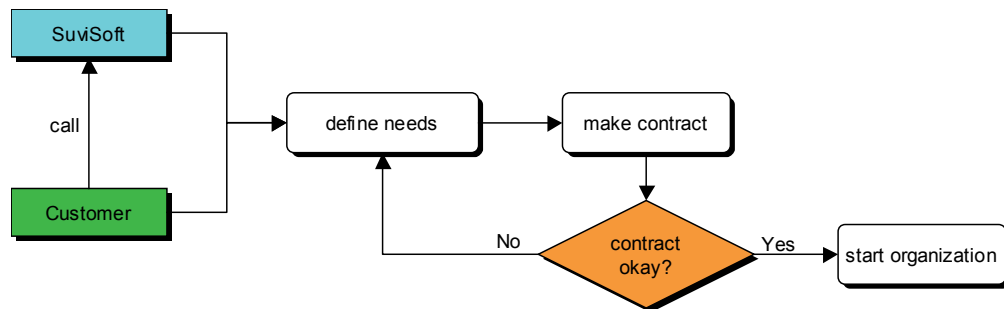 SuviSoft
call
define needs
make contract
Customer
No
contract
okay?
Yes
start organization